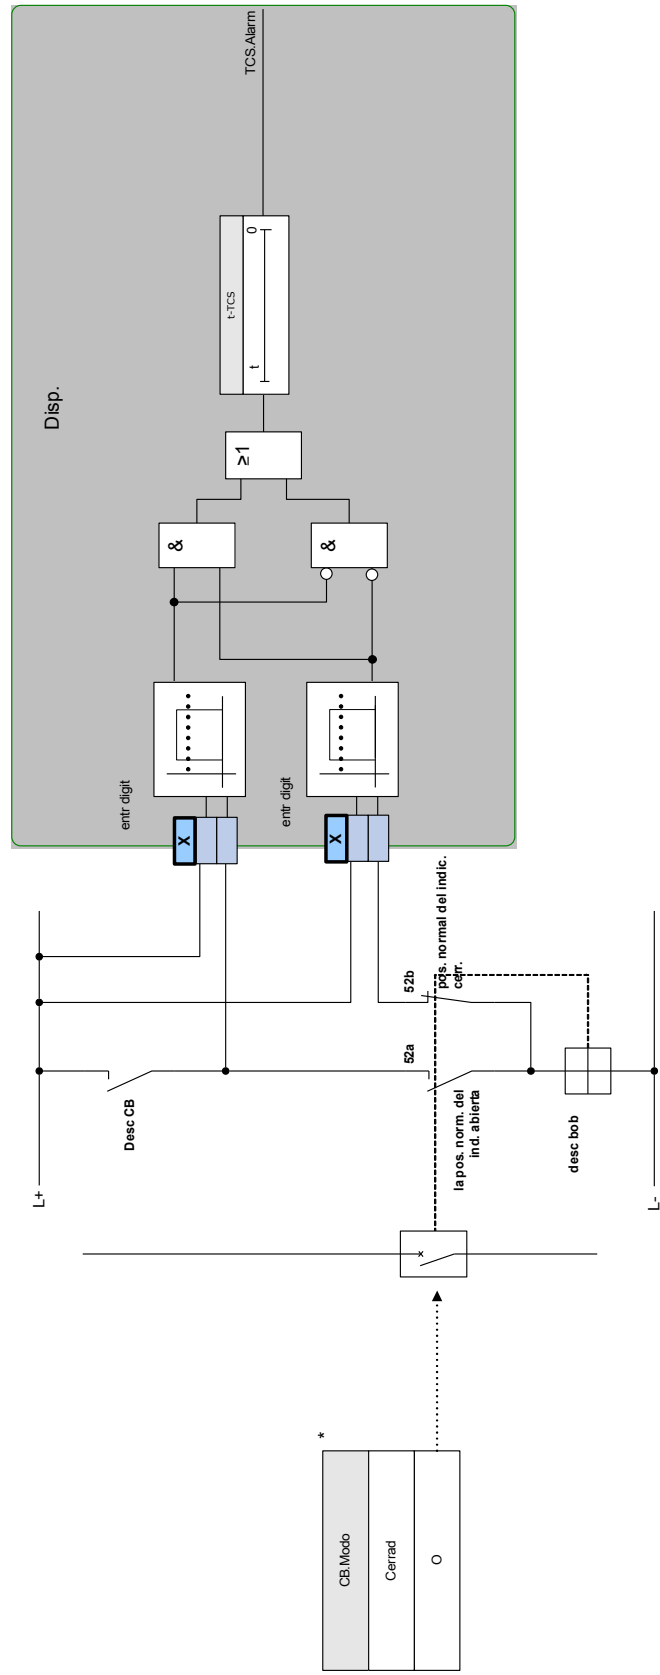 Disp.
TCS.Alarm
t-TCS
t
0
≥1
&
&
entr digit
entr digit
X
X
L+
Desc CB
52a
la pos. norm. del
ind. abierta
52b
pos. normal del indic.
cerr.
desc bob
L-
*
CB.Modo
Cerrad
O